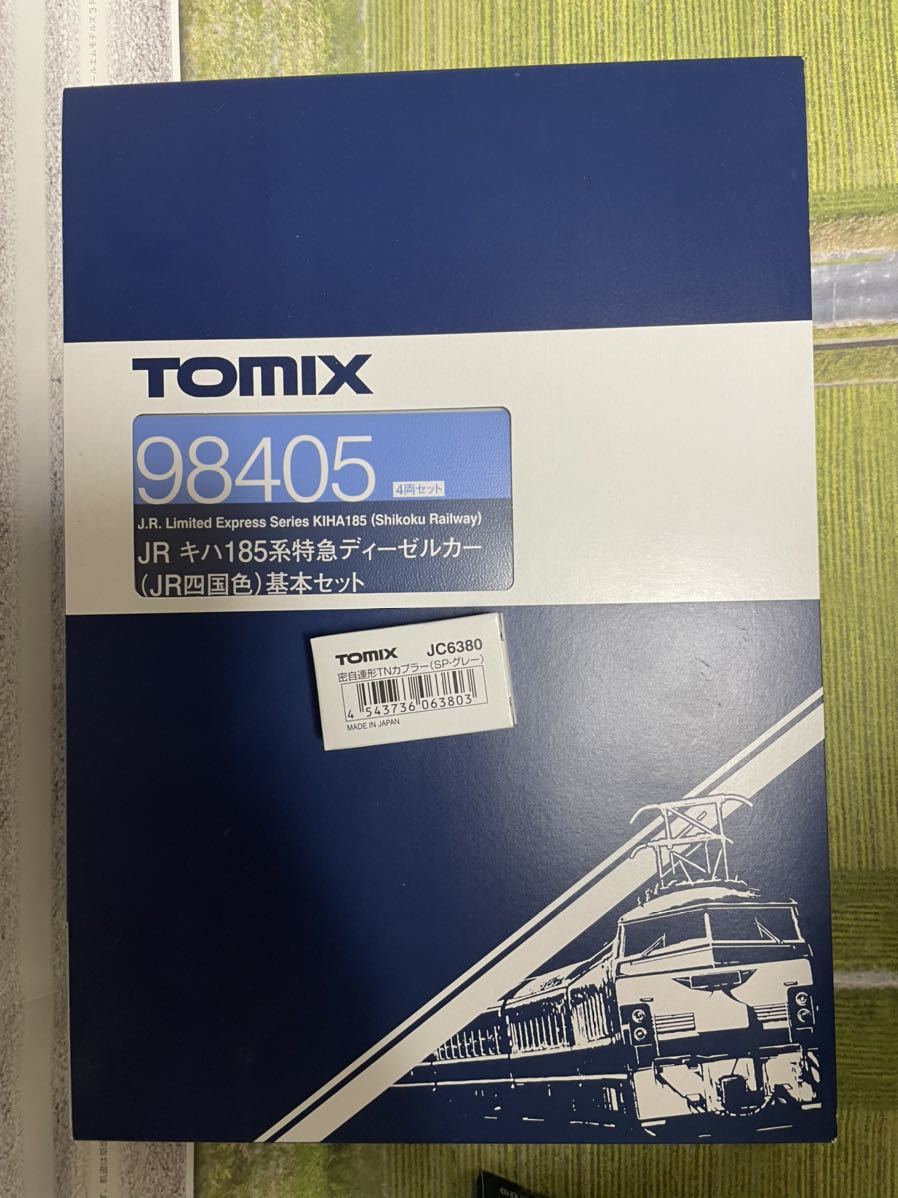 TOMIX
98405 4両セット
J.R. Limited Express Series KIHA185 (Shikoku Railway)
JR キハ185系特急ディーゼルカー
(JR四国色)基本セット
TOMIX JC6380
密自連形TNカプラー(SP・グレー)
4 543736 063803
MADE IN JAPAN